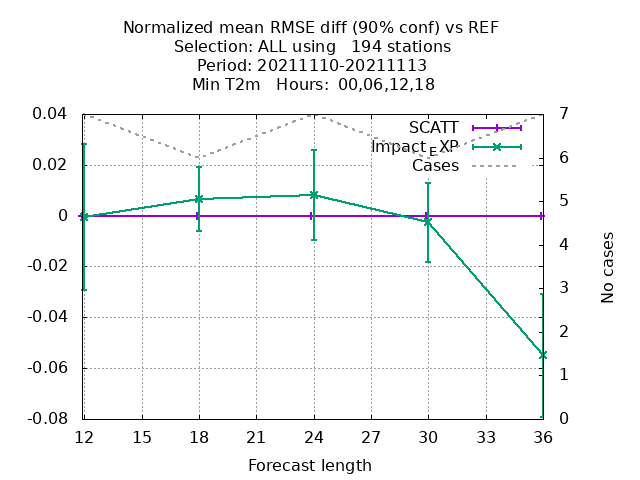 Normalized mean RMSE diff (90% conf) vs REF
Selection: ALL using   194 stations)
Period: 20211110-20211113
Min T2m   Hours:  00,06,12,18
0.04
0.02
0
-0.02
-0.04
-0.06
-0.08
7
6
5
4
3
2
1
0
SCATT
Impact_EXP
Cases
No cases
12 15 18 21 24 27 30 33 36
Forecast length